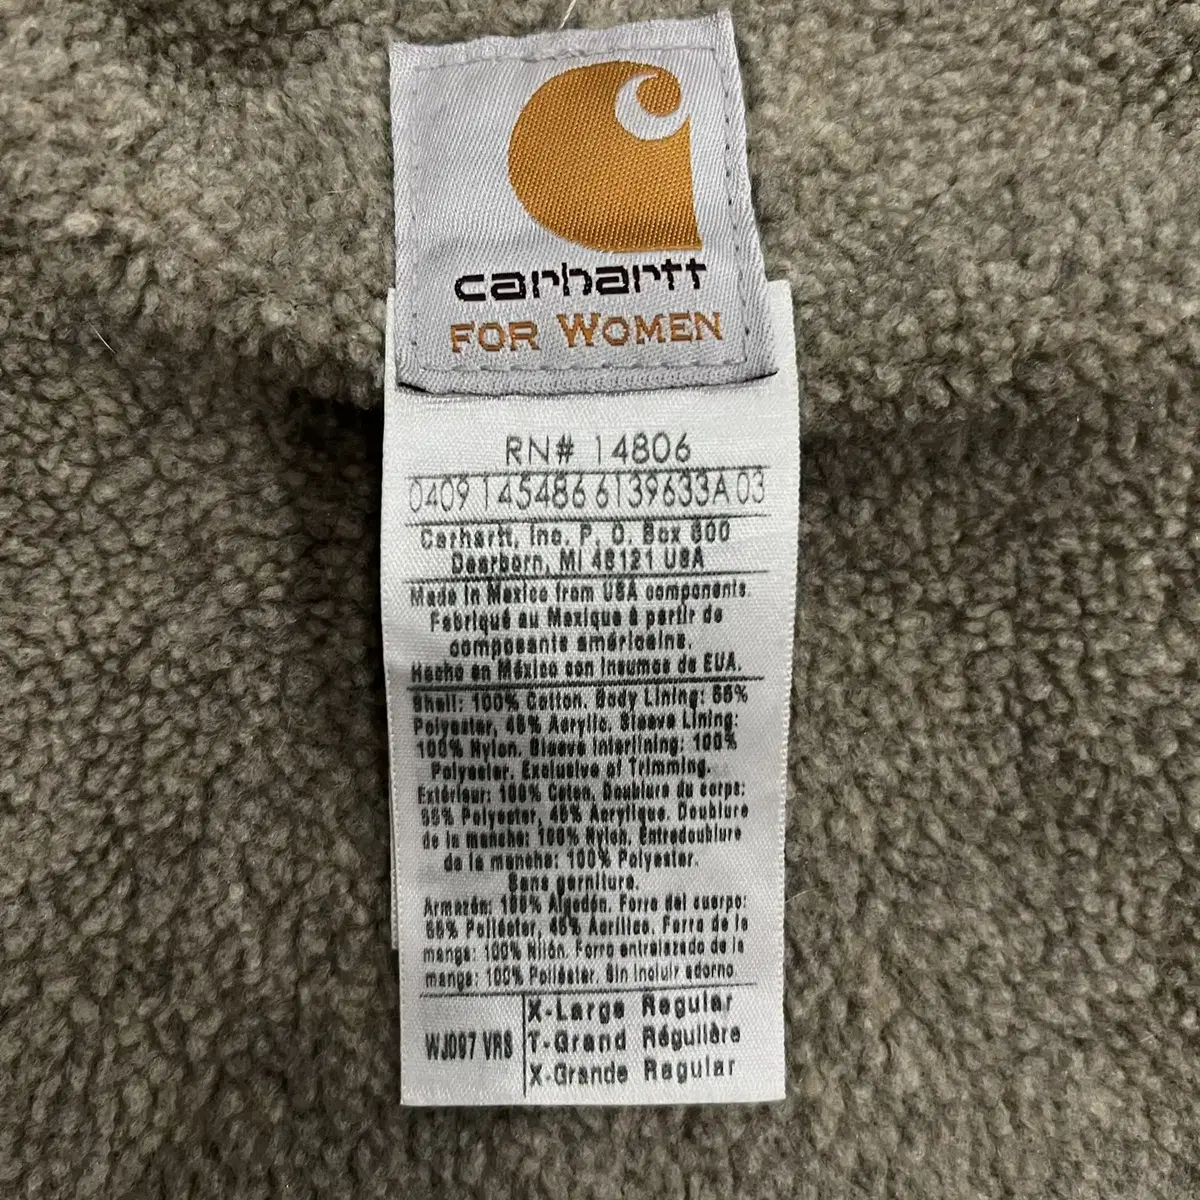 carhartt
FOR WOMEN
RN# 14806
0409 145486 6139633A 03
Carhartt, Inc. P. O. Box 600
Dearborn, MI 48121 USA
Made in Mexico from USA components.
Fabriqué au Mexique à partir de
composants américains.
Hecho en México con Insumos de EUA.
Shell: 100% Cotton. Body Lining: 55%
Polyester, 45% Acrylic. Sleeve Lining:
100% Nylon. Sleeve Interlining: 100%
Polyester. Exclusive of Trimming.
Extérieur: 100% Coton. Doublure du corps:
55% Polyester, 45% Acrylique. Doublure
de la manche: 100% Nylon. Entredoublure
de la manche: 100% Polyester.
Sans garniture.
Armazón: 100% Algodón. Forro del cuerpo:
55% Poliéster, 45% Acrílico. Forro de la
manga: 100% Nilón. Forro entrelazado de la
manga: 100% Poliéster. Sin Incluir adorno
WJ097 VRS
X-Large Regular
T-Grand Régulière
X-Grande Regular